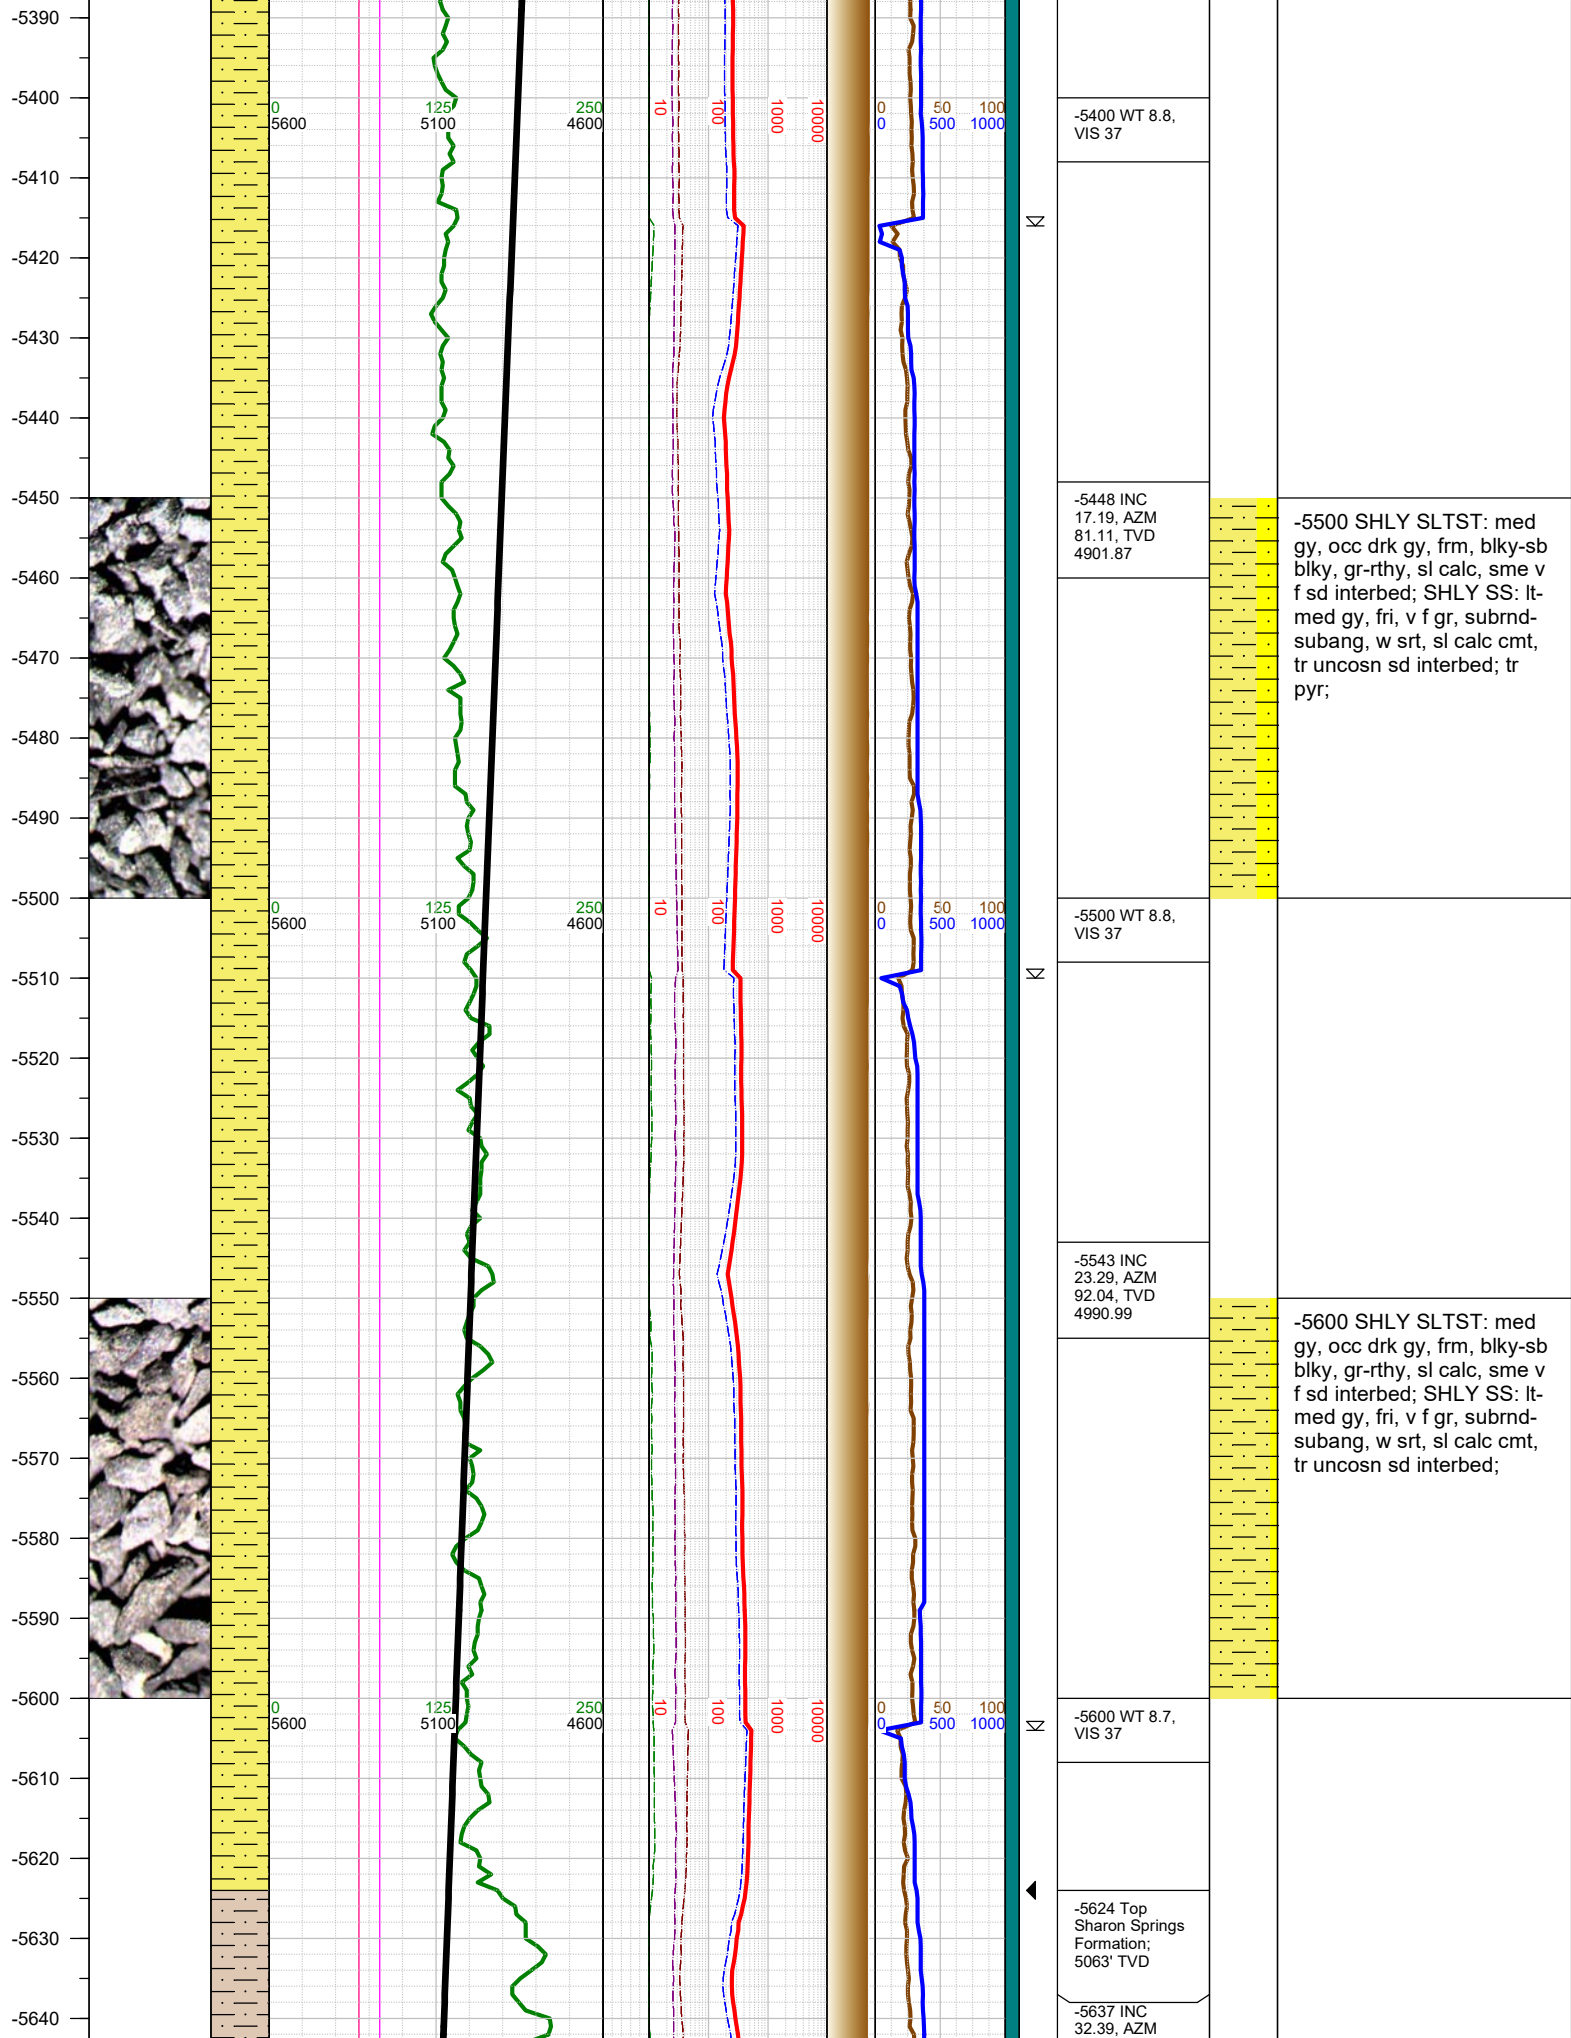 -5390
-5400
0 125 250 10 100 1000 10000 0 50 100
5600 5100 4600 0 500 1000
-5400 WT 8.8,
VIS 37
-5410
-5420
-5430
-5440
-5450
-5448 INC
17.19, AZM
81.11, TVD
4901.87
-5500 SHLY SLTST: med
gy, occ drk gy, frm, blky-sb
blky, gr-rthy, sl calc, sme v
f sd interbed; SHLY SS: lt-
med gy, fri, v f gr, subrnd-
subang, w srt, sl calc cmt,
tr uncosn sd interbed; tr
pyr;
-5460
-5470
-5480
-5490
-5500
0 125 250 10 100 1000 10000 0 50 100
5600 5100 4600 0 500 1000
-5500 WT 8.8,
VIS 37
-5510
-5520
-5530
-5540
-5550
-5543 INC
23.29, AZM
92.04, TVD
4990.99
-5600 SHLY SLTST: med
gy, occ drk gy, frm, blky-sb
blky, gr-rthy, sl calc, sme v
f sd interbed; SHLY SS: lt-
med gy, fri, v f gr, subrnd-
subang, w srt, sl calc cmt,
tr uncosn sd interbed;
-5560
-5570
-5580
-5590
-5600
0 125 250 10 100 1000 10000 0 50 100
5600 5100 4600 0 500 1000
-5600 WT 8.7,
VIS 37
-5610
-5620
-5630
-5640
-5624 Top
Sharon Springs
Formation;
5063' TVD
-5637 INC
32.39, AZM